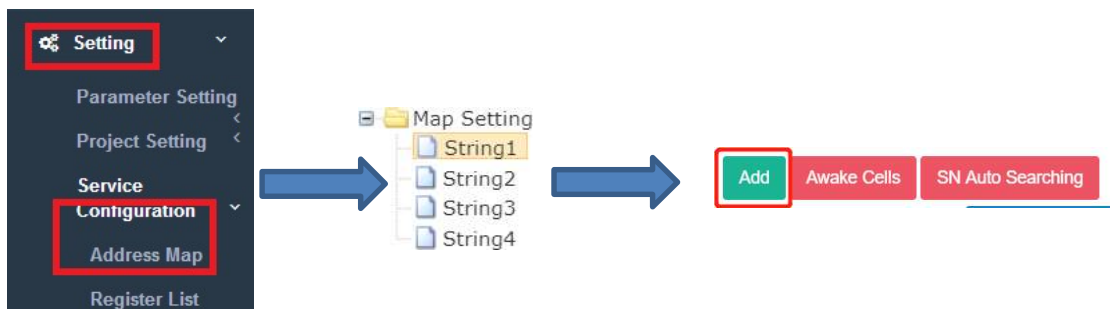 Setting
Parameter Setting
Project Setting
Service
Configuration
Address Map
Register List
Map Setting
String1
String2
String3
String4
Add
Awake Cells
SN Auto Searching